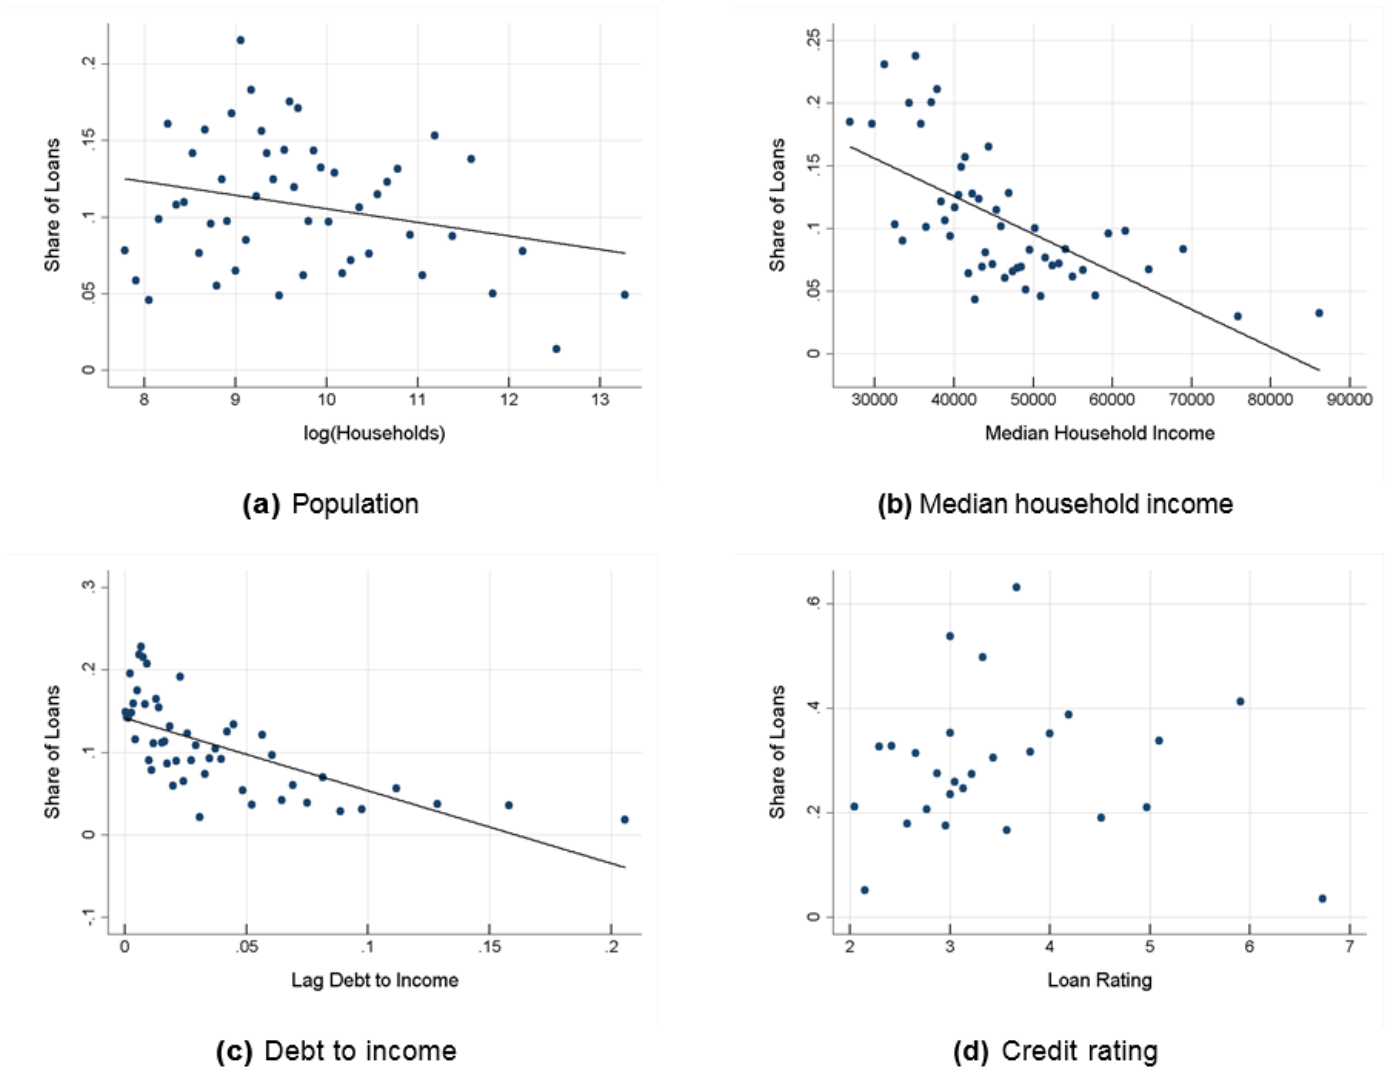 .2
.15
.1
.05
0
Share of Loans
8 9 10 11 12 13
log(Households)
(a) Population
.25
.2
.15
.1
.05
0
Share of Loans
30000 40000 50000 60000 70000 80000 90000
Median Household Income
(b) Median household income
.3
.2
.1
0
-.1
Share of Loans
0 .05 .1 .15 .2
Lag Debt to Income
(c) Debt to income
.6
.4
.2
0
Share of Loans
2 3 4 5 6 7
Loan Rating
(d) Credit rating